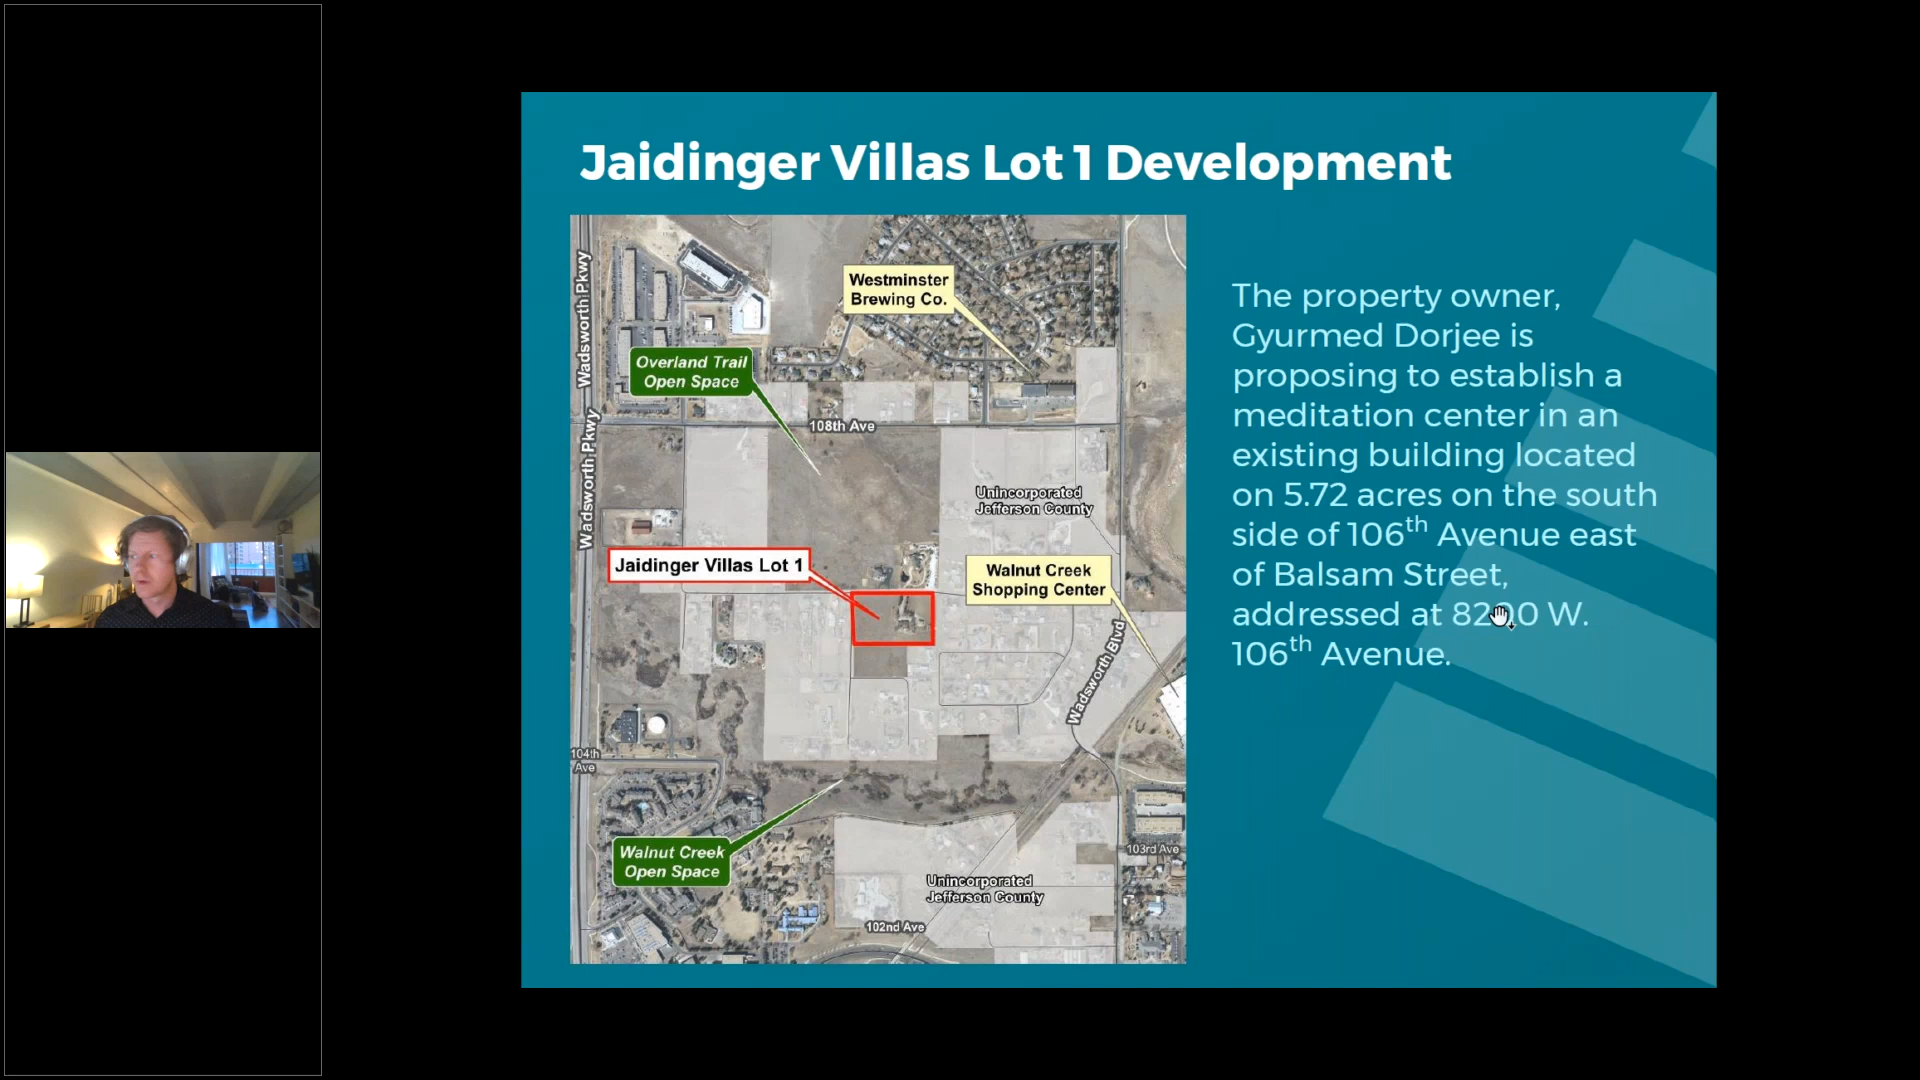 Jaidinger Villas Lot 1 Development
Wadsworth Pkwy
Westminster
Brewing Co.
Overland Trail
Open Space
108th Ave
Wadsworth Pkwy
Unincorporated
Jefferson County
Jaidinger Villas Lot 1
Walnut Creek
Shopping Center
Wadsworth Blvd
104th
Ave
Walnut Creek
Open Space
103rd Ave
Unincorporated
Jefferson County
102nd Ave
The property owner,
Gyurmed Dorjee is
proposing to establish a
meditation center in an
existing building located
on 5.72 acres on the south
side of 106th Avenue east
of Balsam Street,
addressed at W.
106th Avenue.